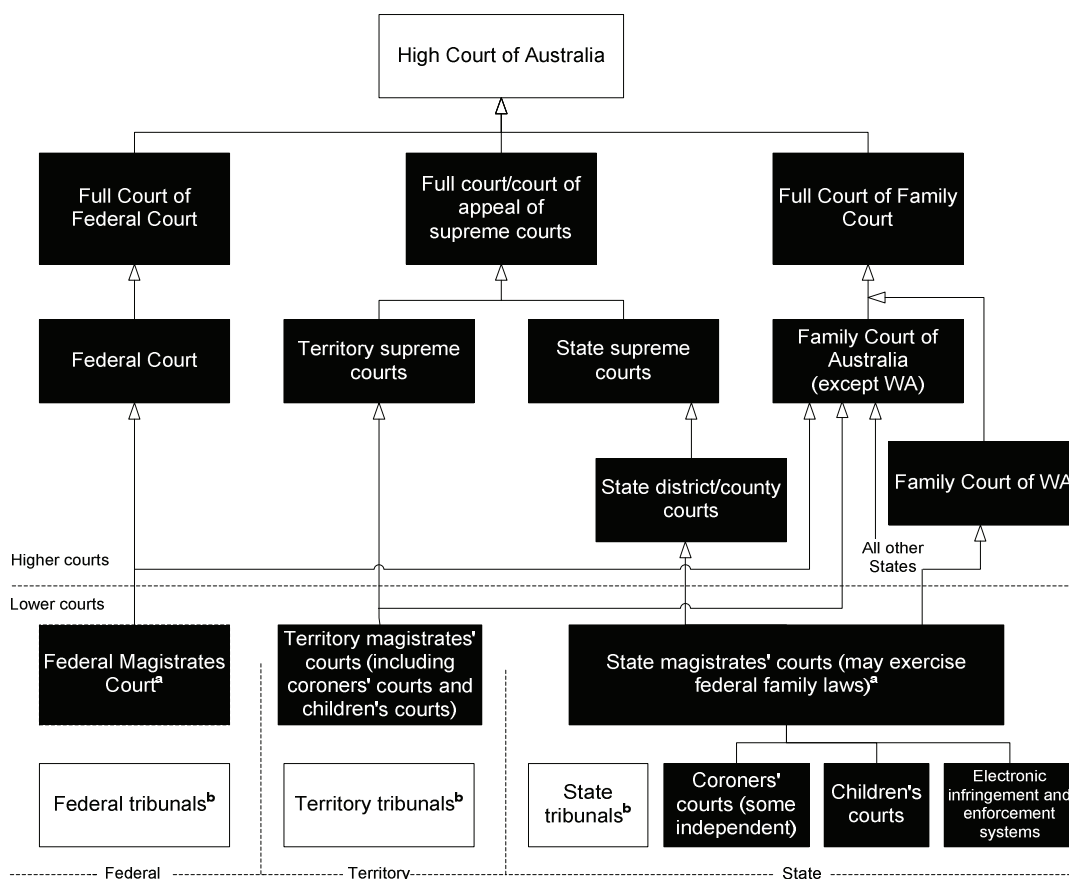 High Court of Australia
Full Court of
Federal Court
Full court/court of
appeal of
supreme courts
Full Court of Family
Court
Federal Court
Territory supreme
courts
State supreme
courts
Family Court of
Australia
(except WA)
State district/county
courts
Family Court of WA
Higher courts
All other
States
Lower courts
Federal Magistrates
Courtᵃ
Territory magistrates'
courts (including
coroners' courts and
children's courts)
State magistrates' courts (may exercise
federal family laws)ᵃ
Federal tribunalsᵇ
Territory tribunalsᵇ
State
tribunalsᵇ
Coroners'
courts (some
independent)
Children's
courts
Electronic
infringement and
enforcement
systems
Federal
Territory
State